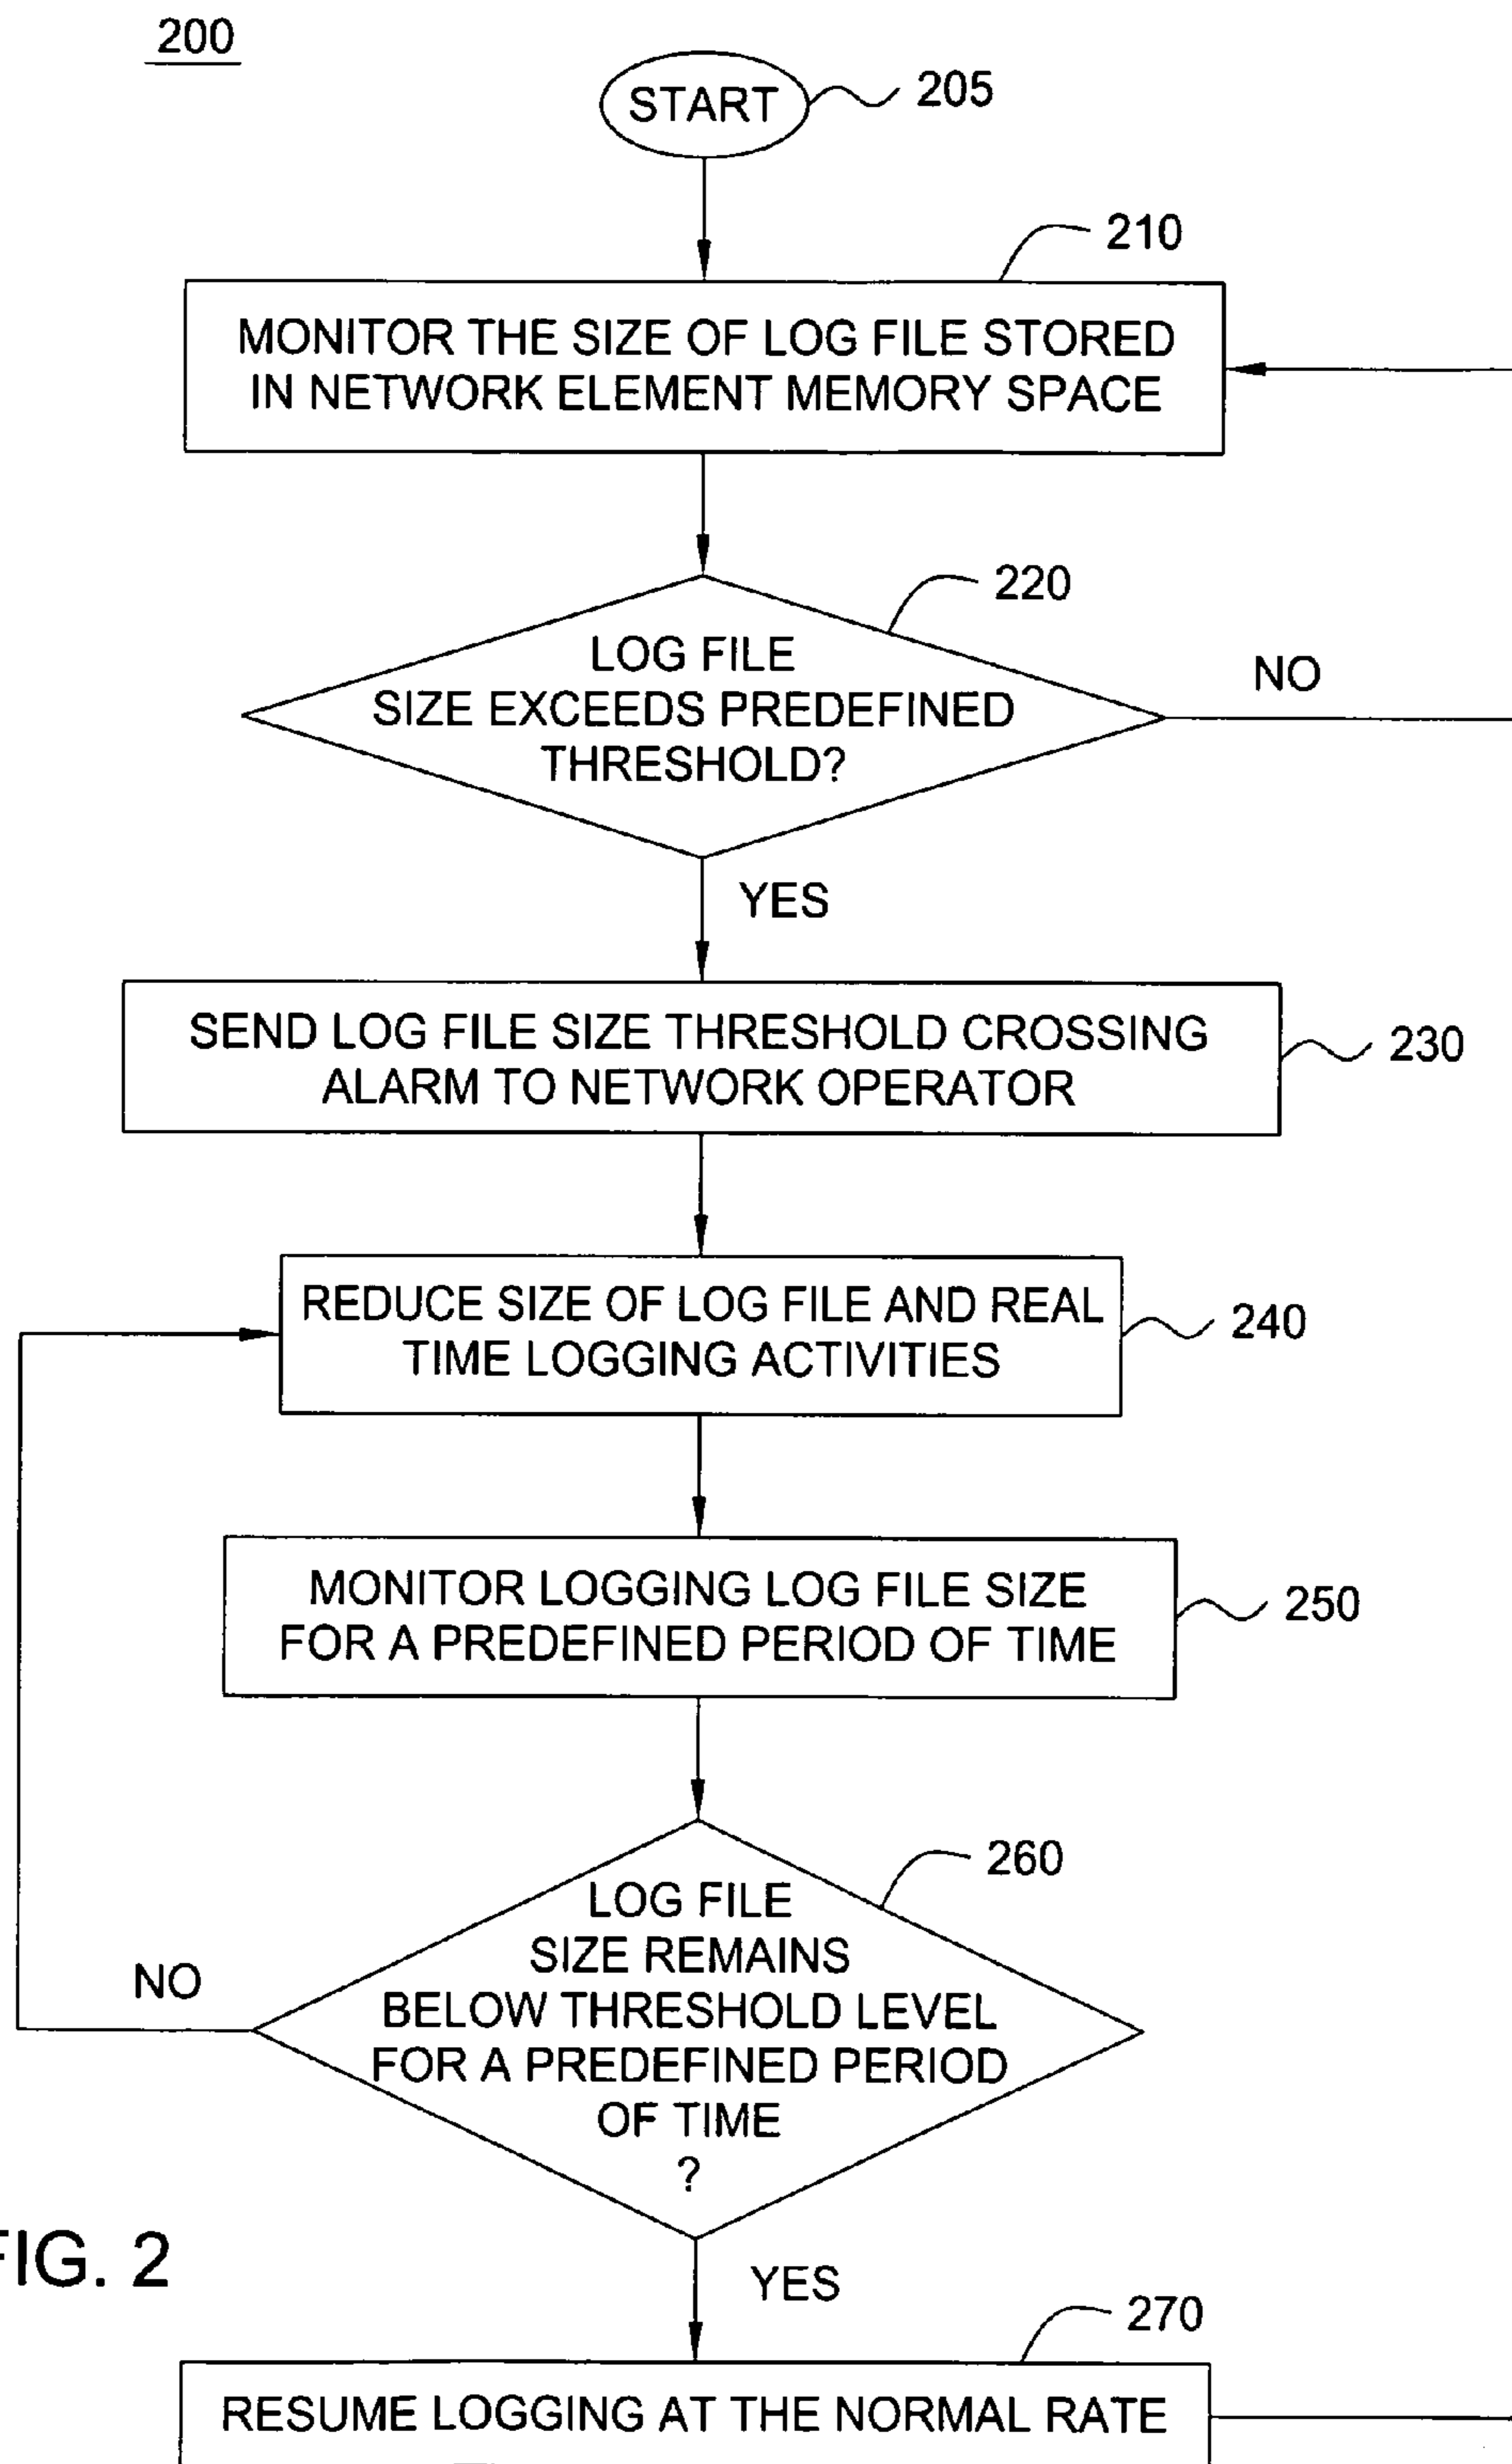 200
START
205
210
MONITOR THE SIZE OF LOG FILE STORED
IN NETWORK ELEMENT MEMORY SPACE
220
LOG FILE
SIZE EXCEEDS PREDEFINED
THRESHOLD?
NO
YES
SEND LOG FILE SIZE THRESHOLD CROSSING
ALARM TO NETWORK OPERATOR
230
REDUCE SIZE OF LOG FILE AND REAL
TIME LOGGING ACTIVITIES
240
MONITOR LOGGING LOG FILE SIZE
FOR A PREDEFINED PERIOD OF TIME
250
260
LOG FILE
SIZE REMAINS
BELOW THRESHOLD LEVEL
FOR A PREDEFINED PERIOD
OF TIME
?
NO
FIG. 2
YES
270
RESUME LOGGING AT THE NORMAL RATE